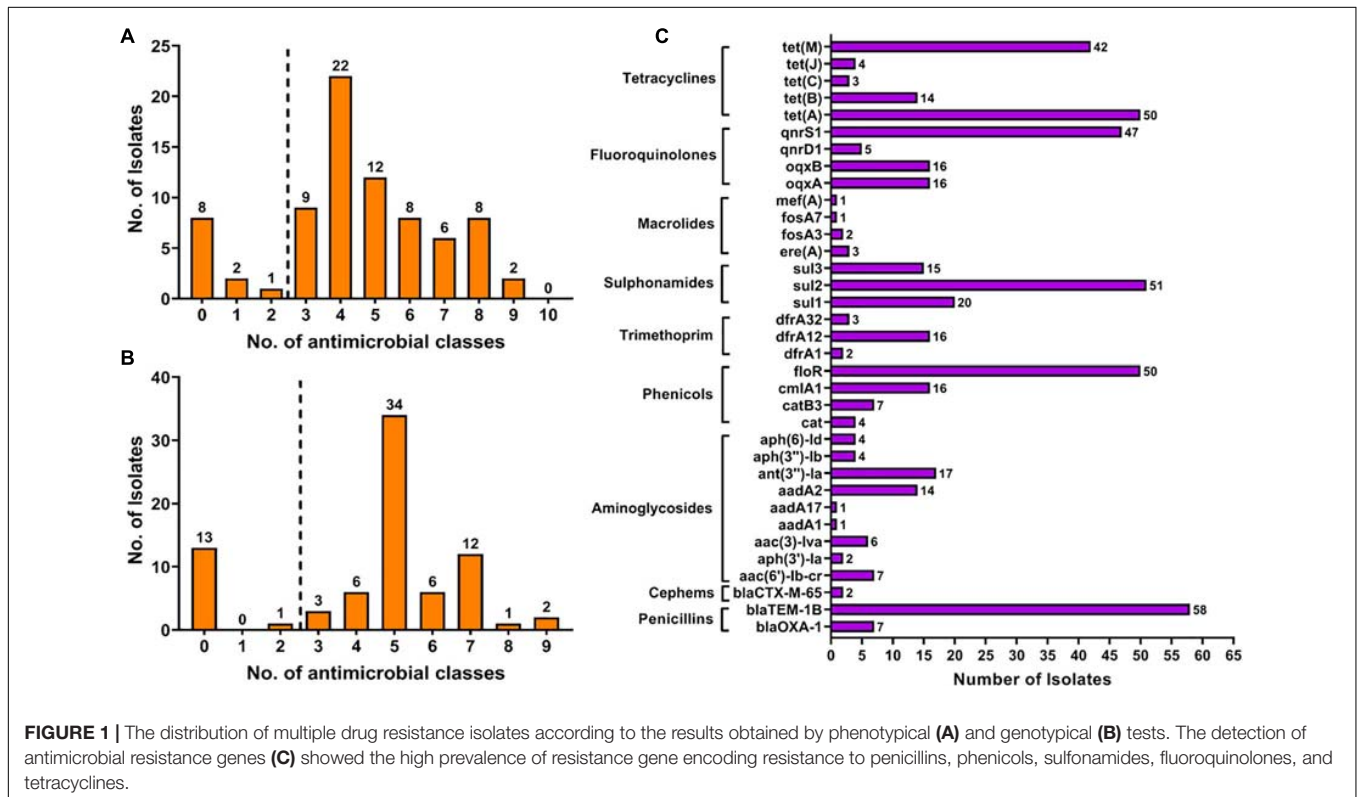 A
No. of Isolates
25
20
15
10
5
0
8
2
1
9
22
12
8
6
8
2
0
0 1 2 3 4 5 6 7 8 9 10
No. of antimicrobial classes
B
No. of Isolates
40
30
20
10
0
13
0
1
3
6
34
6
12
1
2
0 1 2 3 4 5 6 7 8 9
No. of antimicrobial classes
C
Tetracyclines
tet(M) 42
tet(J) 4
tet(C) 3
tet(B) 14
tet(A) 50
Fluoroquinolones
qnrS1 47
qnrD1 5
oqxB 16
oqxA 16
Macrolides
mef(A) 1
fosA7 1
fosA3 2
ere(A) 3
Sulphonamides
sul3 15
sul2 51
sul1 20
Trimethoprim
dfrA32 3
dfrA12 16
dfrA1 2
Phenicols
floR 50
cmlA1 16
catB3 7
cat 4
Aminoglycosides
aph(6)-Id 4
aph(3")-Ib 4
ant(3")-Ia 17
aadA2 14
aadA17 1
aadA1 1
aac(3)-Iva 6
aph(3')-Ia 2
aac(6')-Ib-cr 7
Cephems
blaCTX-M-65 2
Penicillins
blaTEM-1B 58
blaOXA-1 7
0 5 10 15 20 25 30 35 40 45 50 55 60 65
Number of Isolates
FIGURE 1 | The distribution of multiple drug resistance isolates according to the results obtained by phenotypical (A) and genotypical (B) tests. The detection of
antimicrobial resistance genes (C) showed the high prevalence of resistance gene encoding resistance to penicillins, phenicols, sulfonamides, fluoroquinolones, and
tetracyclines.